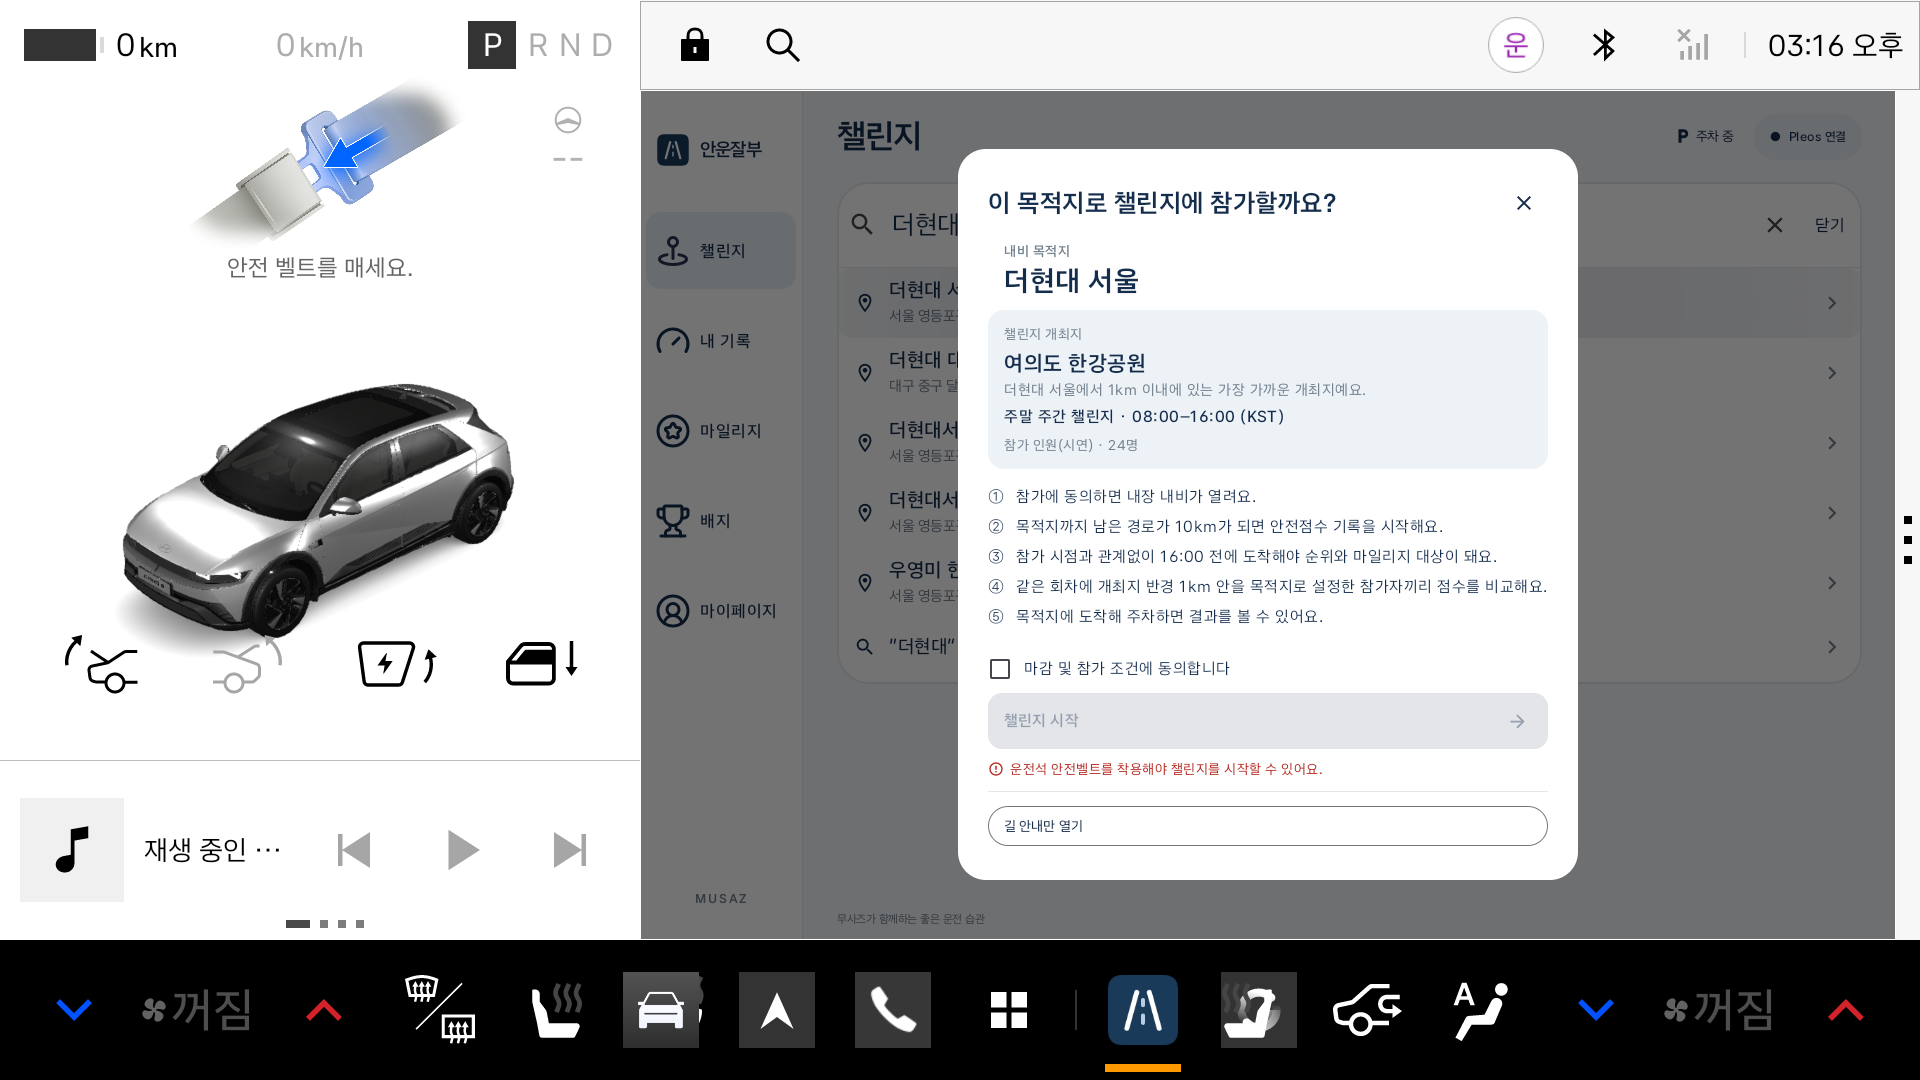 0 km
0 km/h
P R N D
운
03:16 오후
안전 벨트를 매세요.
재생 중인 ⋯
안운잘부
챌린지
내 기록
마일리지
배지
마이페이지
MUSAZ
챌린지
P 주차 중
Pleos 연결
더현대
닫기
더현대 서
서울 영등포
더현대 대
대구 중구 달
더현대서
서울 영등포
더현대서
서울 영등포
우영미 현
서울 영등포
"더현대"
무사즈가 함께하는 좋은 운전 습관
이 목적지로 챌린지에 참가할까요?
내비 목적지
더현대 서울
챌린지 개최지
여의도 한강공원
더현대 서울에서 1km 이내에 있는 가장 가까운 개최지예요.
주말 주간 챌린지 · 08:00–16:00 (KST)
참가 인원(시연) · 24명
① 참가에 동의하면 내장 내비가 열려요.
② 목적지까지 남은 경로가 10km가 되면 안전점수 기록을 시작해요.
③ 참가 시점과 관계없이 16:00 전에 도착해야 순위와 마일리지 대상이 돼요.
④ 같은 회차에 개최지 반경 1km 안을 목적지로 설정한 참가자끼리 점수를 비교해요.
⑤ 목적지에 도착해 주차하면 결과를 볼 수 있어요.
마감 및 참가 조건에 동의합니다
챌린지 시작
운전석 안전벨트를 착용해야 챌린지를 시작할 수 있어요.
길 안내만 열기
꺼짐
A
꺼짐